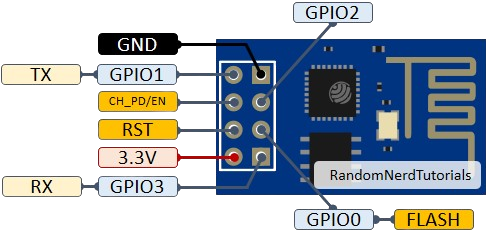 GPIO2
GND
TX GPIO1
CH_PD/EN
RST
3.3V
RandomNerdTutorials
RX GPIO3
GPIO0 FLASH